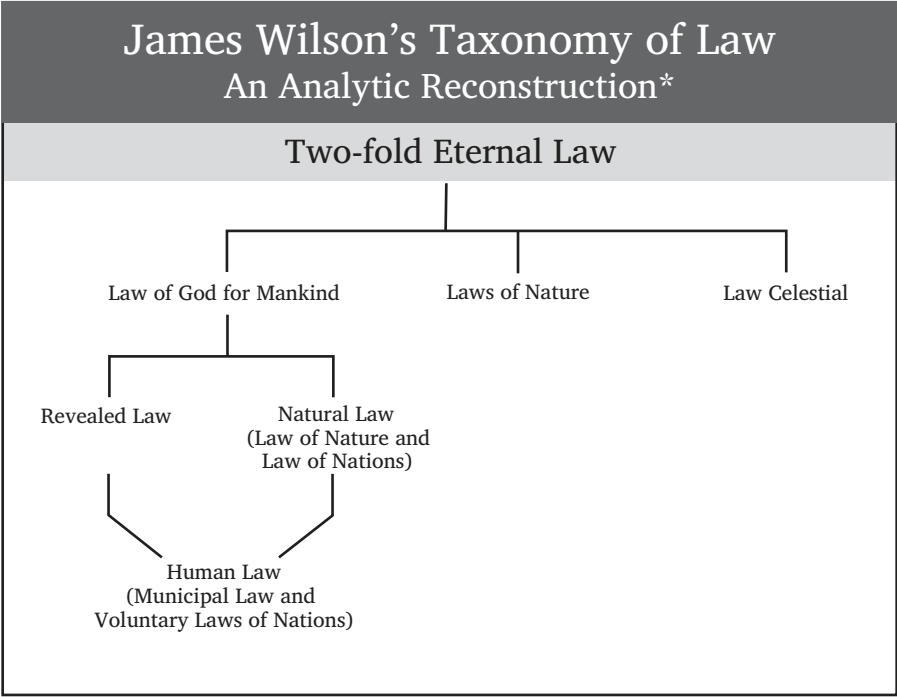 James Wilson’s Taxonomy of Law
An Analytic Reconstruction*
Two-fold Eternal Law
Law of God for Mankind
Laws of Nature
Law Celestial
Revealed Law
Natural Law
(Law of Nature and
Law of Nations)
Human Law
(Municipal Law and
Voluntary Laws of Nations)